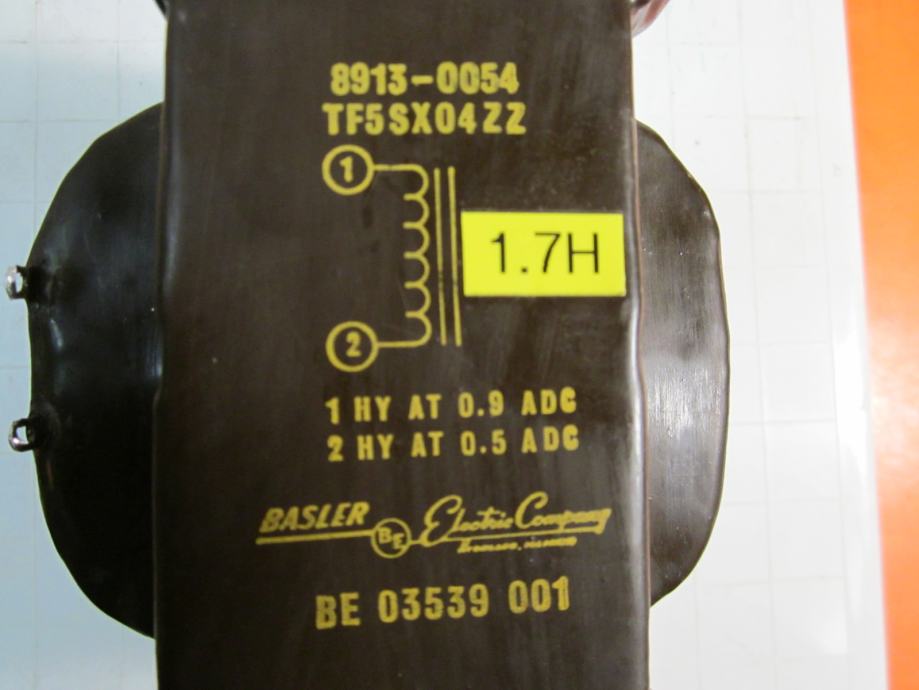 8913-0054
TF5SX04ZZ
1
1.7H
2
1 HY AT 0.9 ADC
2 HY AT 0.5 ADC
BASLER BE Electric Company
BE 03539 001